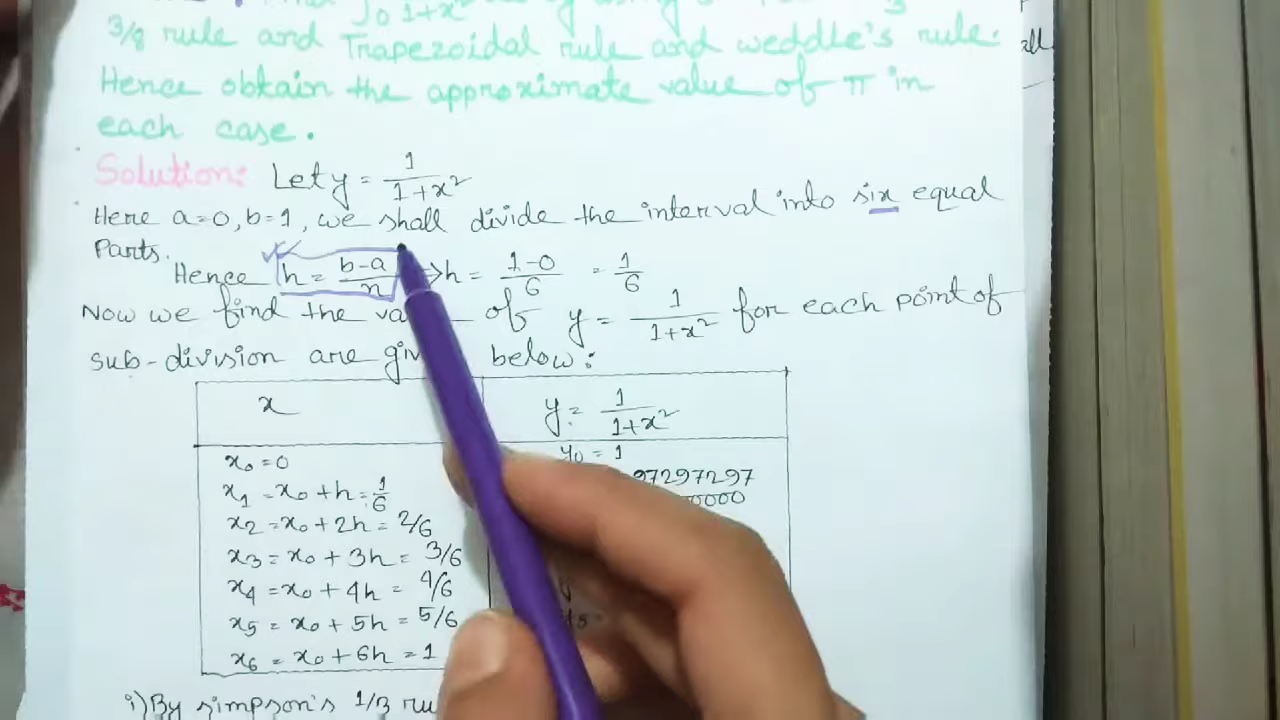 ∫0 1+x²
3/8 rule and Trapezoidal rule and weddle's rule.
Hence obtain the approximate value of π in
each case.
Solution: Let y = 1/(1+x²)
Here a=0, b=1, we shall divide the interval into six equal
Parts.
Hence h = (b-a)/n ⇒ h = (1-0)/6 = 1/6
Now we find the of y = 1/(1+x²) for each point of
sub-division are below:
x y = 1/(1+x²)
x0 = 0 y0 = 1
x1 = x0 + h = 1/6 97297297
x2 = x0 + 2h = 2/6 0000
x3 = x0 + 3h = 3/6
x4 = x0 + 4h = 4/6
x5 = x0 + 5h = 5/6
x6 = x0 + 6h = 1
i) By simpson's 1/3